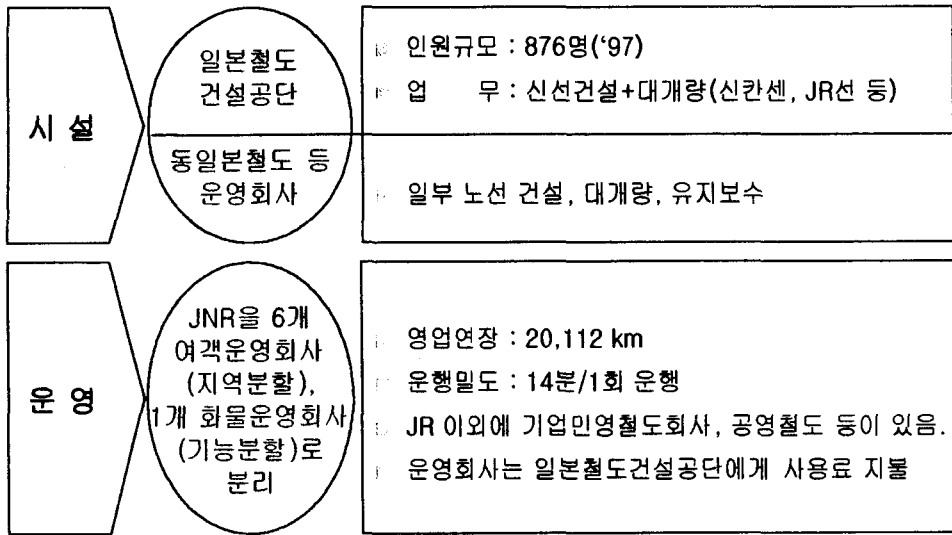 시 설
일본철도
건설공단
인원규모 : 876명('97)
업 무 : 신선건설+대개량(신칸센, JR선 등)
동일본철도 등
운영회사
일부 노선 건설, 대개량, 유지보수
운 영
JNR을 6개
여객운영회사
(지역분할),
1개 화물운영회사
(기능분할)로
분리
영업연장 : 20,112 km
운행밀도 : 14분/1회 운행
JR 이외에 기업민영철도회사, 공영철도 등이 있음.
운영회사는 일본철도건설공단에게 사용료 지불